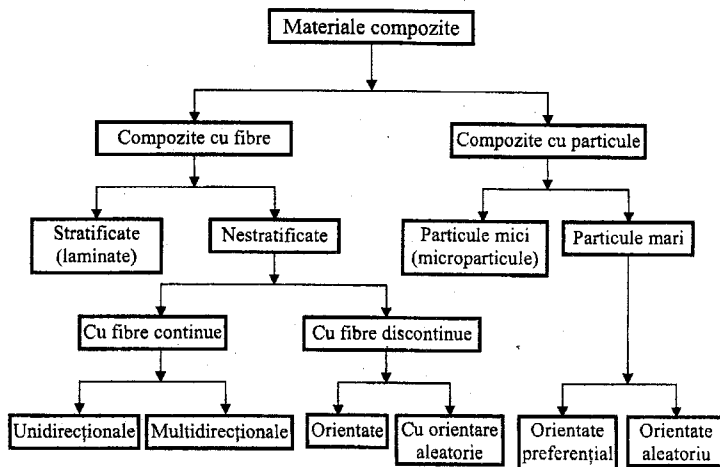 Materiale compozite
Compozite cu fibre
Compozite cu particule
Stratificate
(laminate)
Nestratificate
Particule mici
(microparticule)
Particule mari
Cu fibre continue
Cu fibre discontinue
Unidirecționale
Multidirecționale
Orientate
Cu orientare
aleatorie
Orientate
preferențial
Orientate
aleatoriu